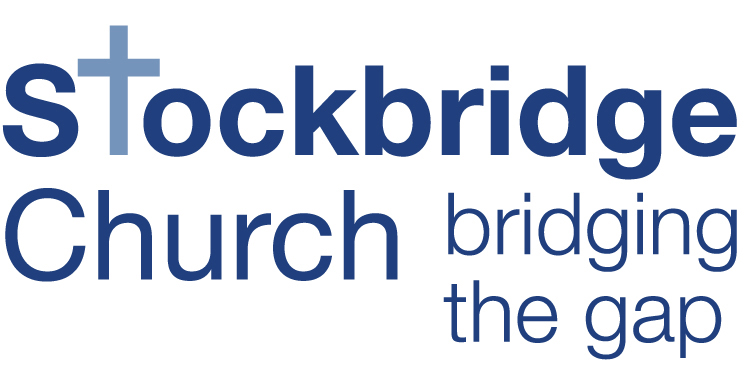 Stockbridge
Church
bridging
the gap